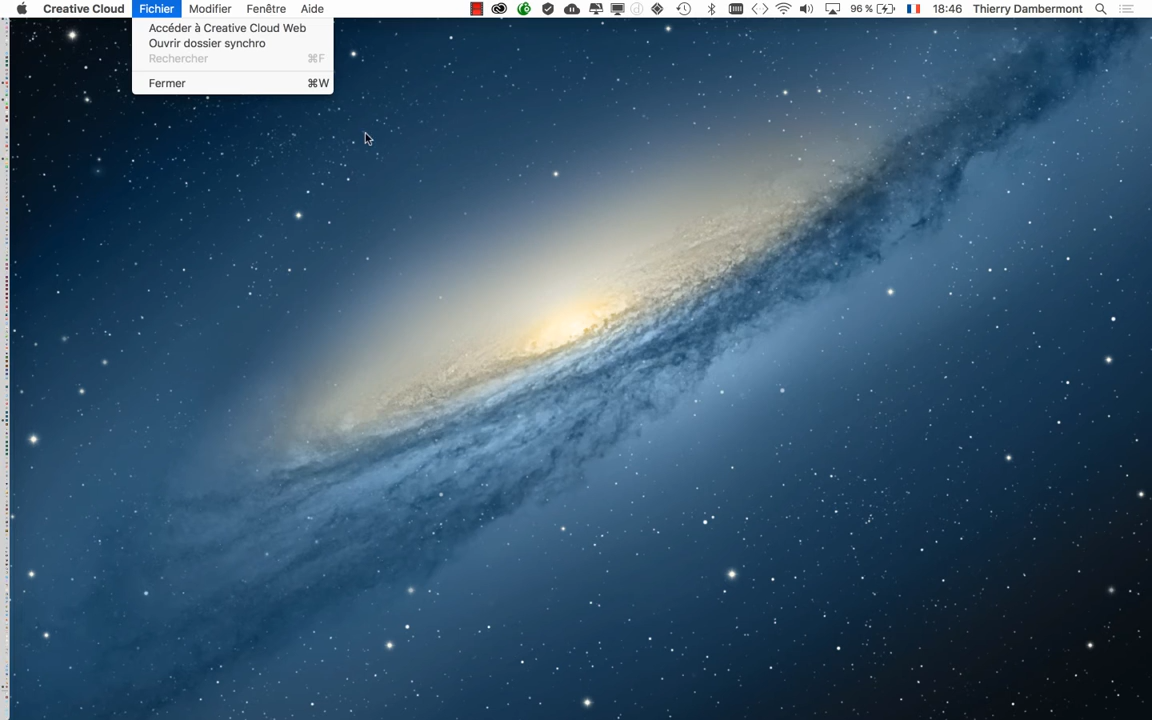 Creative Cloud Fichier Modifier Fenêtre Aide 96 % 18:46 Thierry Dambermont
Accéder à Creative Cloud Web
Ouvrir dossier synchro
Rechercher ⌘F
Fermer ⌘W